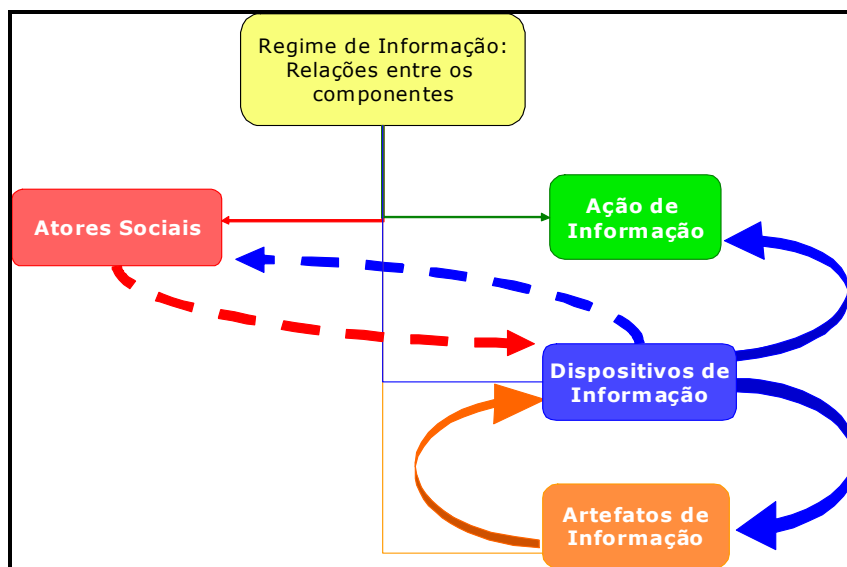 Regime de Informação:
Relações entre os
componentes
Atores Sociais
Ação de
Informação
Dispositivos de
Informação
Artefatos de
Informação